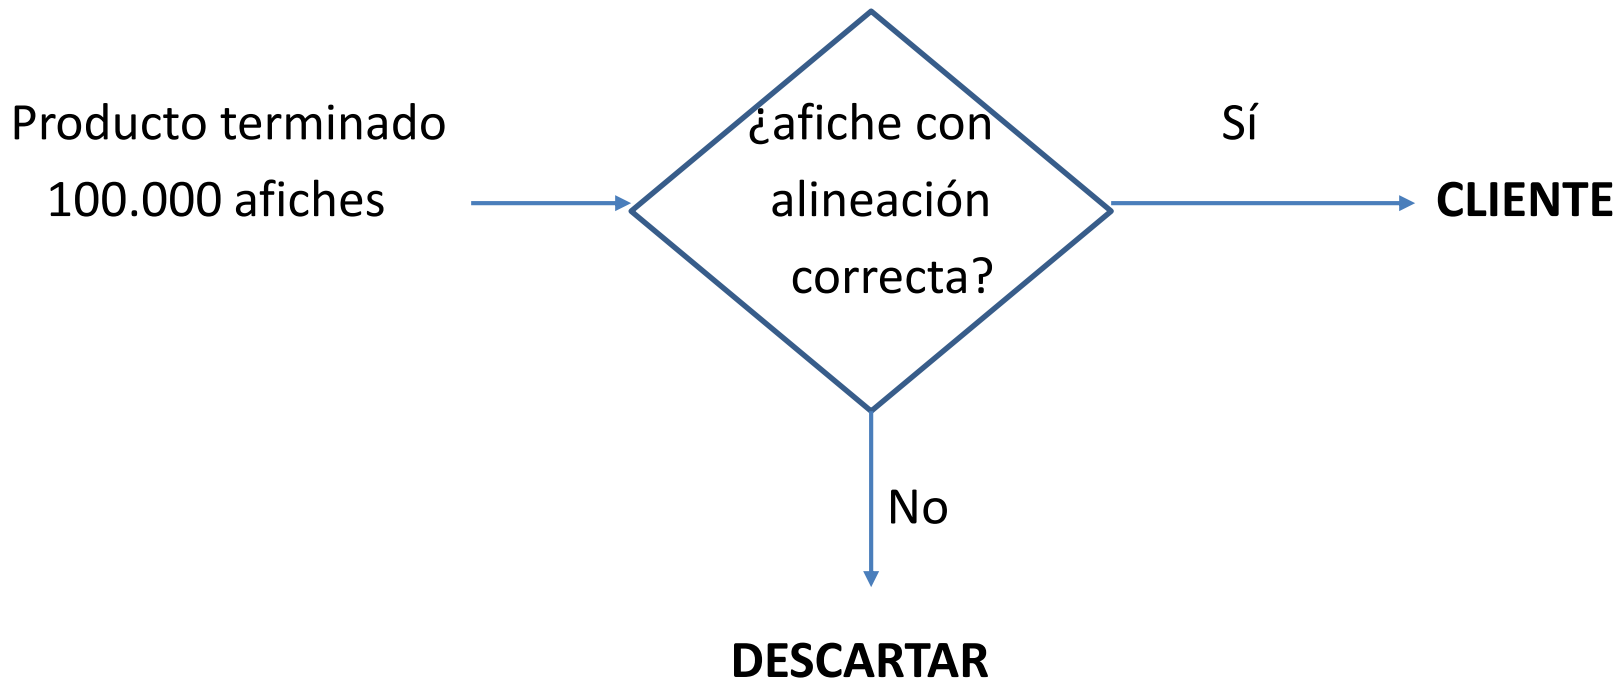 Producto terminado
100.000 afiches
¿afiche con
alineación
correcta?
Sí
CLIENTE
No
DESCARTAR